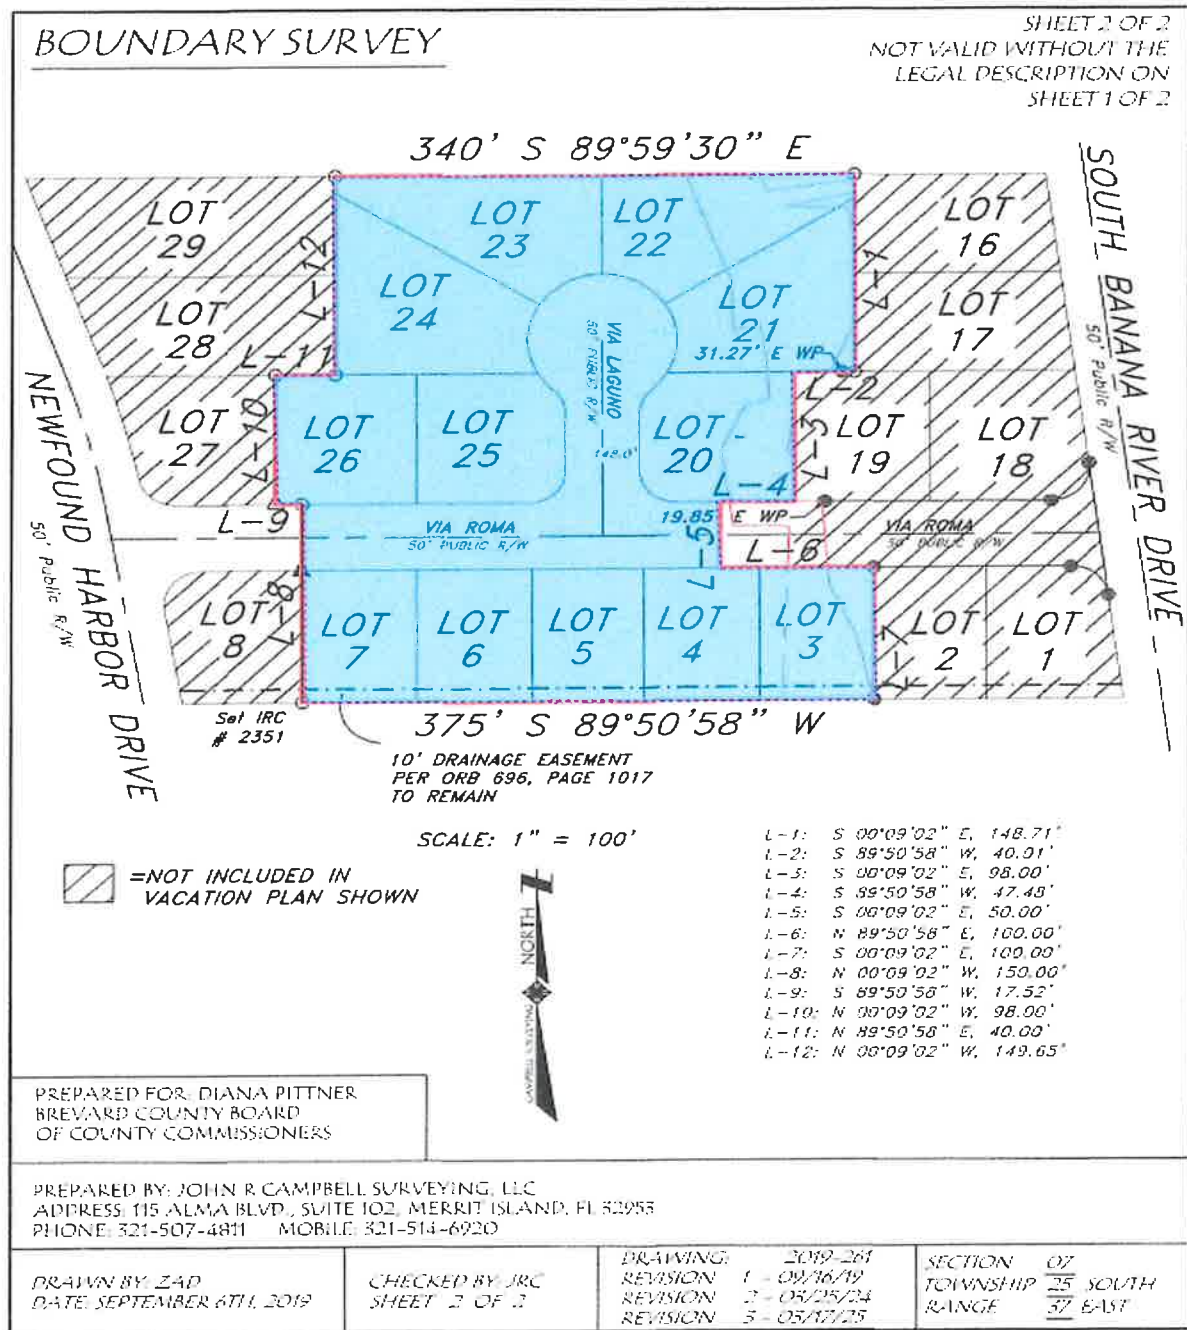 BOUNDARY SURVEY
SHEET 2 OF 2
NOT VALID WITHOUT THE
LEGAL DESCRIPTION ON
SHEET 1 OF 2
340' S 89°59'30" E
SOUTH BANANA RIVER DRIVE
50' Public R/W
LOT 29
L-12
LOT 23
LOT 22
LOT 16
L-1
LOT 28
LOT 24
LOT 21
LOT 17
31.27' E WP
L-11
L-2
VIA LAGUNO
50' PUBLIC R/W
148.0'
NEWFOUND HARBOR DRIVE
50' Public R/W
LOT 27
L-10
LOT 26
LOT 25
LOT 20
L-3
LOT 19
LOT 18
L-4
L-9
VIA ROMA
50' PUBLIC R/W
19.85' E WP
L-5
L-6
VIA ROMA
50' PUBLIC R/W
LOT 8
L-8
LOT 7
LOT 6
LOT 5
LOT 4
LOT 3
L-7
LOT 2
LOT 1
Set IRC
# 2351
375' S 89°50'58" W
10' DRAINAGE EASEMENT
PER ORB 696, PAGE 1017
TO REMAIN
SCALE: 1" = 100'
=NOT INCLUDED IN
VACATION PLAN SHOWN
NORTH
CAMPBELL SURVEYING
L-1: S 00°09'02" E, 148.71'
L-2: S 89°50'58" W, 40.01'
L-3: S 00°09'02" E, 98.00'
L-4: S 89°50'58" W, 47.48'
L-5: S 00°09'02" E, 50.00'
L-6: N 89°50'58" E, 100.00'
L-7: S 00°09'02" E, 100.00'
L-8: N 00°09'02" W, 150.00'
L-9: S 89°50'58" W, 17.52'
L-10: N 00°09'02" W, 98.00'
L-11: N 89°50'58" E, 40.00'
L-12: N 00°09'02" W, 149.65'
PREPARED FOR: DIANA PITTNER
BREVARD COUNTY BOARD
OF COUNTY COMMISSIONERS
PREPARED BY: JOHN R CAMPBELL SURVEYING, LLC
ADDRESS: 115 ALMA BLVD., SUITE 102, MERRIT ISLAND, FL 32953
PHONE: 321-507-4811 MOBILE: 321-514-6920
DRAWN BY: ZAD
DATE: SEPTEMBER 6TH, 2019
CHECKED BY: JRC
SHEET 2 OF 2
DRAWING: 2019-261
REVISION 1 - 09/16/19
REVISION 2 - 03/25/24
REVISION 3 - 03/17/25
SECTION 07
TOWNSHIP 25 SOUTH
RANGE 37 EAST